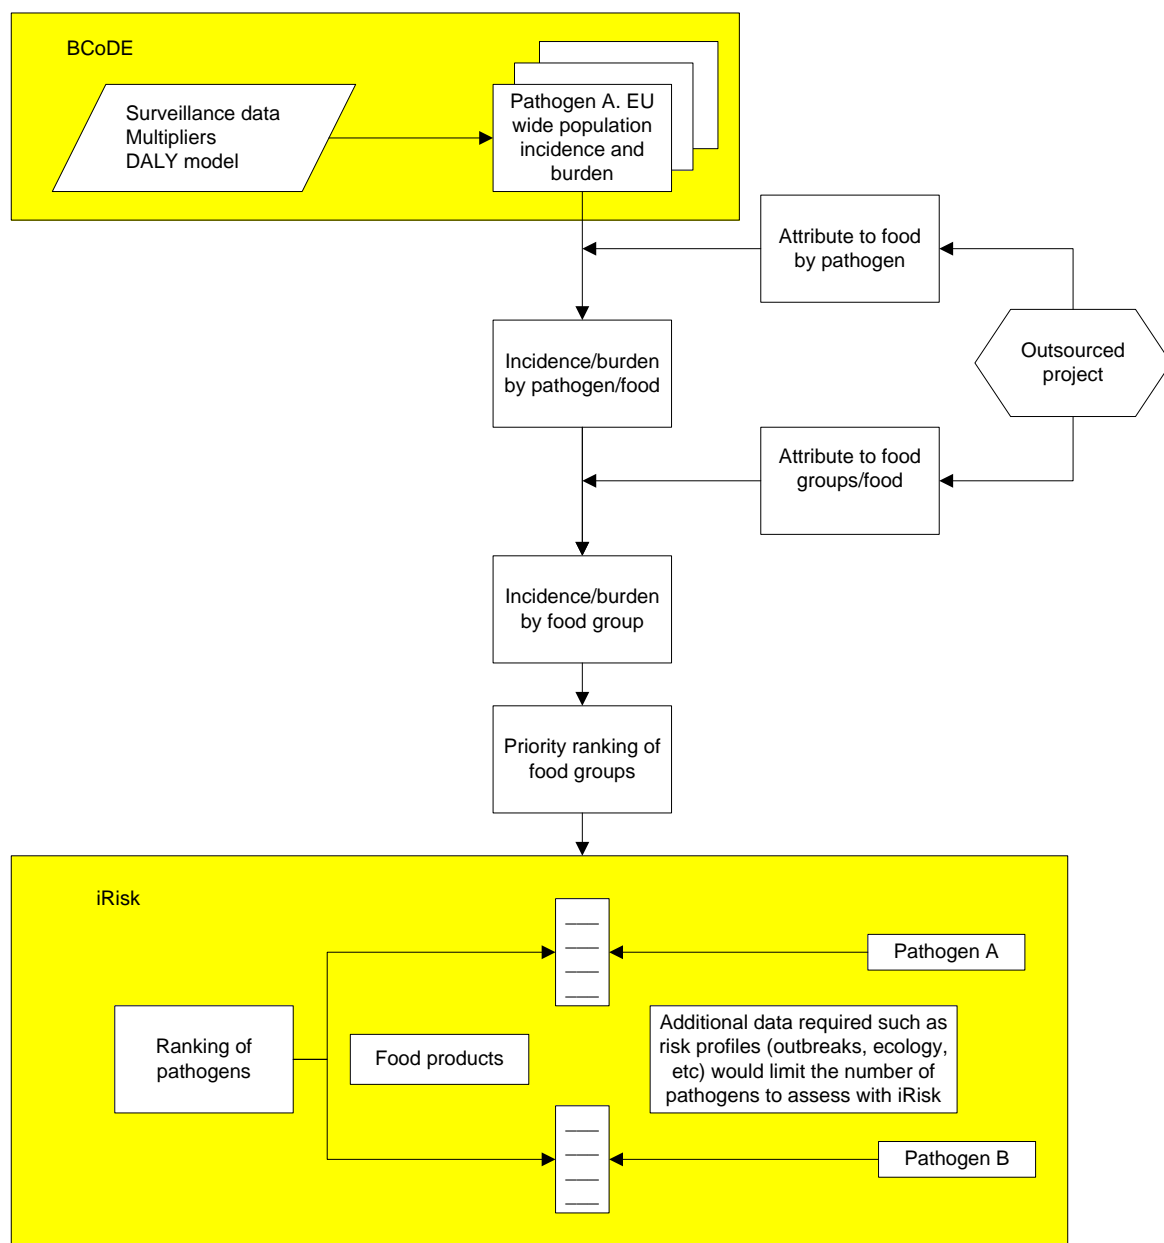 BCoDE
Surveillance data
Multipliers
DALY model
Pathogen A. EU
wide population
incidence and
burden
Attribute to food
by pathogen
Outsourced
project
Incidence/burden
by pathogen/food
Attribute to food
groups/food
Incidence/burden
by food group
Priority ranking of
food groups
iRisk
Pathogen A
Ranking of
pathogens
Food products
Additional data required such as
risk profiles (outbreaks, ecology,
etc) would limit the number of
pathogens to assess with iRisk
Pathogen B